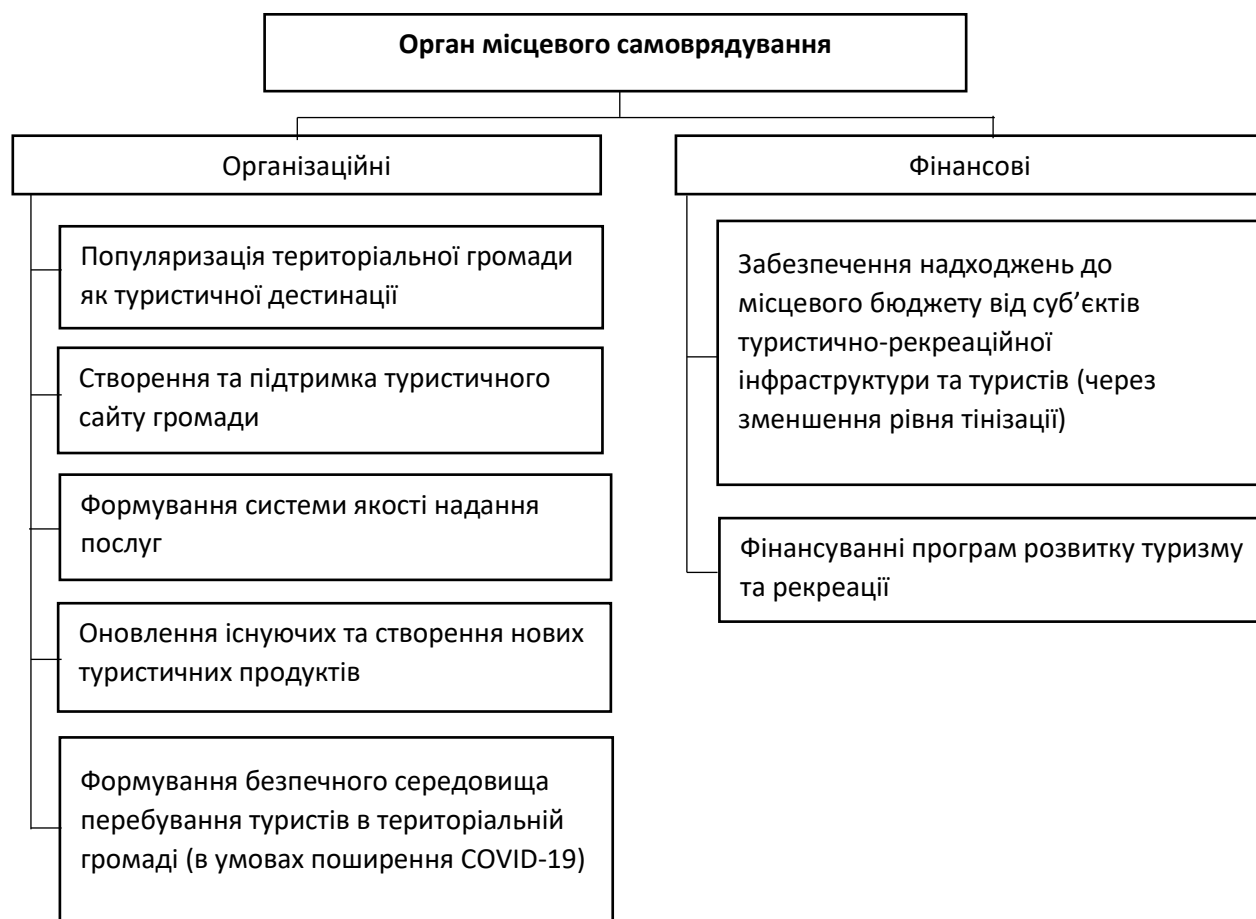 Орган місцевого самоврядування
Організаційні
Популяризація територіальної громади
як туристичної дестинації
Створення та підтримка туристичного
сайту громади
Формування системи якості надання
послуг
Оновлення існуючих та створення нових
туристичних продуктів
Формування безпечного середовища
перебування туристів в територіальній
громаді (в умовах поширення COVID-19)
Фінансові
Забезпечення надходжень до
місцевого бюджету від суб’єктів
туристично-рекреаційної
інфраструктури та туристів (через
зменшення рівня тінізації)
Фінансуванні програм розвитку туризму
та рекреації